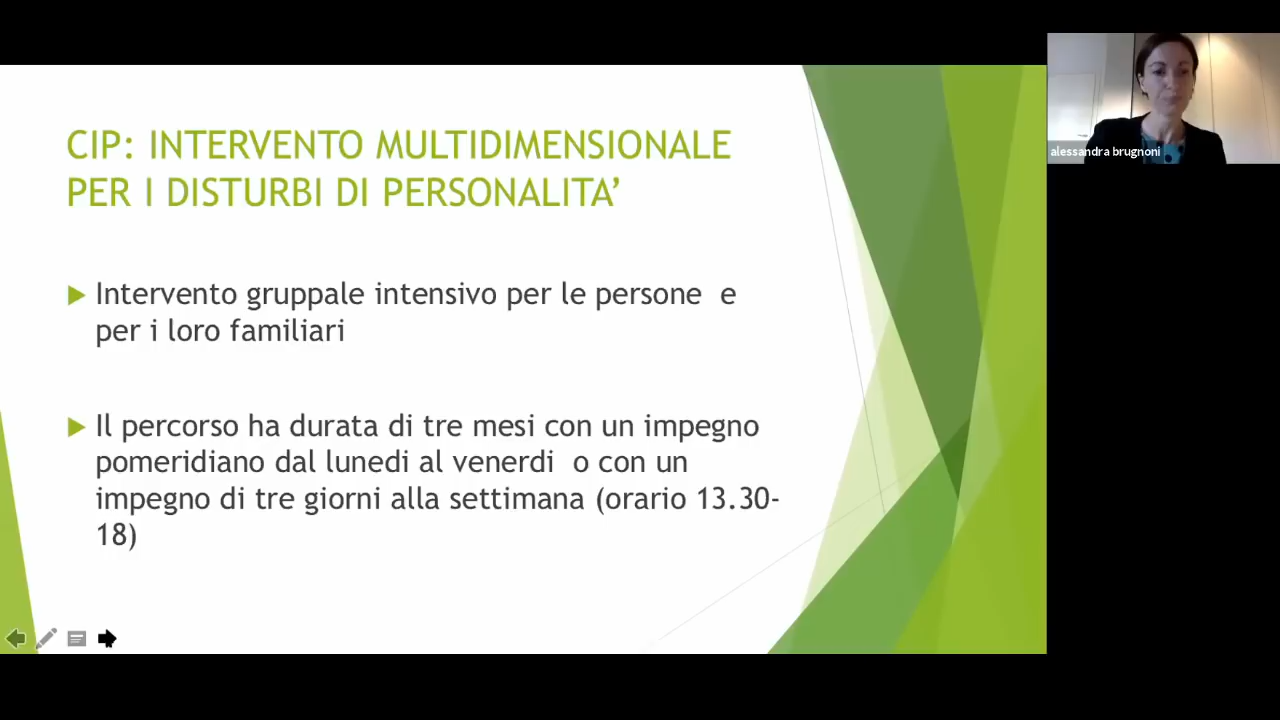 CIP: INTERVENTO MULTIDIMENSIONALE
PER I DISTURBI DI PERSONALITA’
Intervento gruppale intensivo per le persone  e
per i loro familiari
Il percorso ha durata di tre mesi con un impegno
pomeridiano dal lunedi al venerdi  o con un
impegno di tre giorni alla settimana (orario 13.30-
18)
alessandra brugnoni